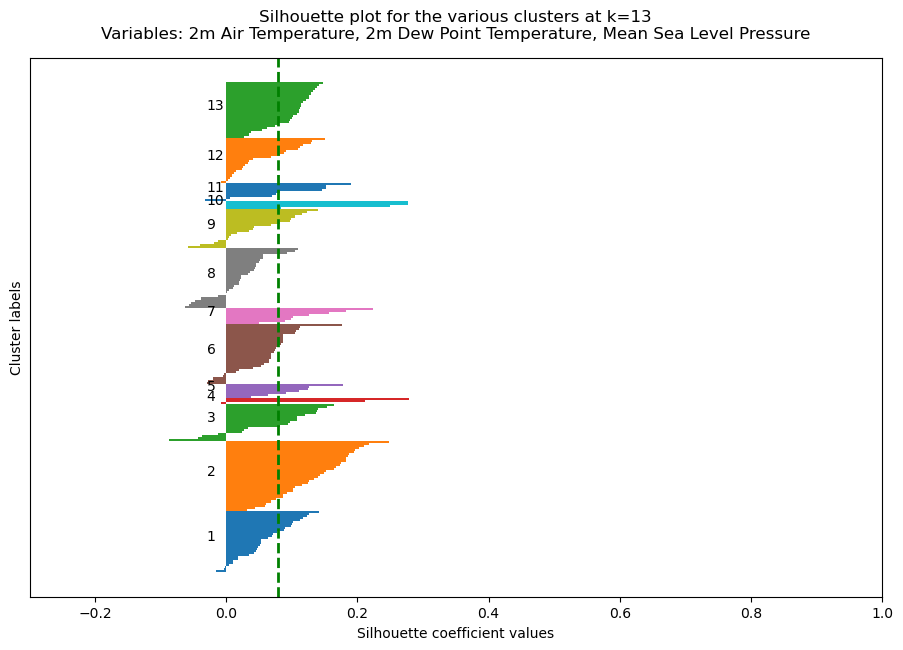 Silhouette plot for the various clusters at k=13
Variables: 2m Air Temperature, 2m Dew Point Temperature, Mean Sea Level Pressure
Cluster labels
13
12
11
10
9
8
7
6
5
4
3
2
1
−0.2 0.0 0.2 0.4 0.6 0.8 1.0
Silhouette coefficient values